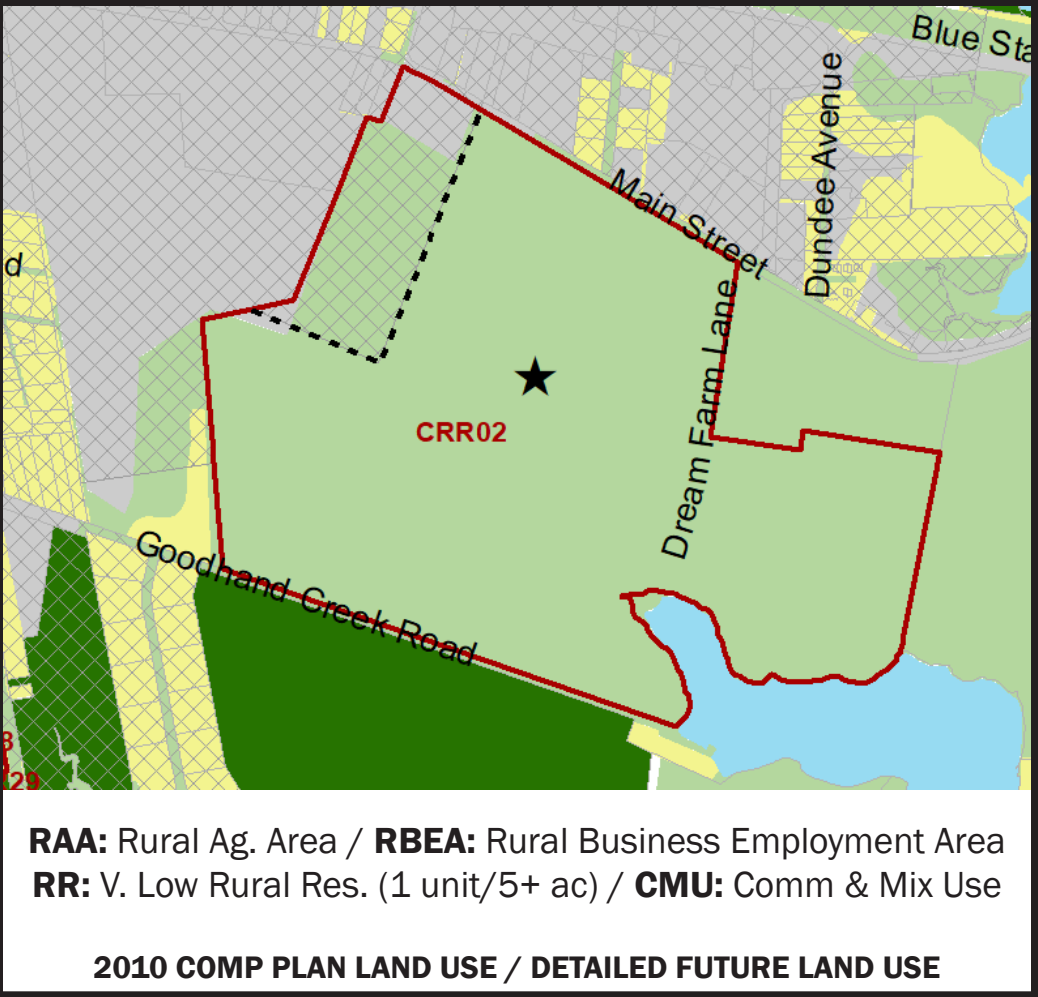 Blue Sta
Dundee Avenue
Main Street
d
Dream Farm Lane
CRR02
Goodhand Creek Road
3
29
RAA: Rural Ag. Area / RBEA: Rural Business Employment Area
RR: V. Low Rural Res. (1 unit/5+ ac) / CMU: Comm & Mix Use
2010 COMP PLAN LAND USE / DETAILED FUTURE LAND USE